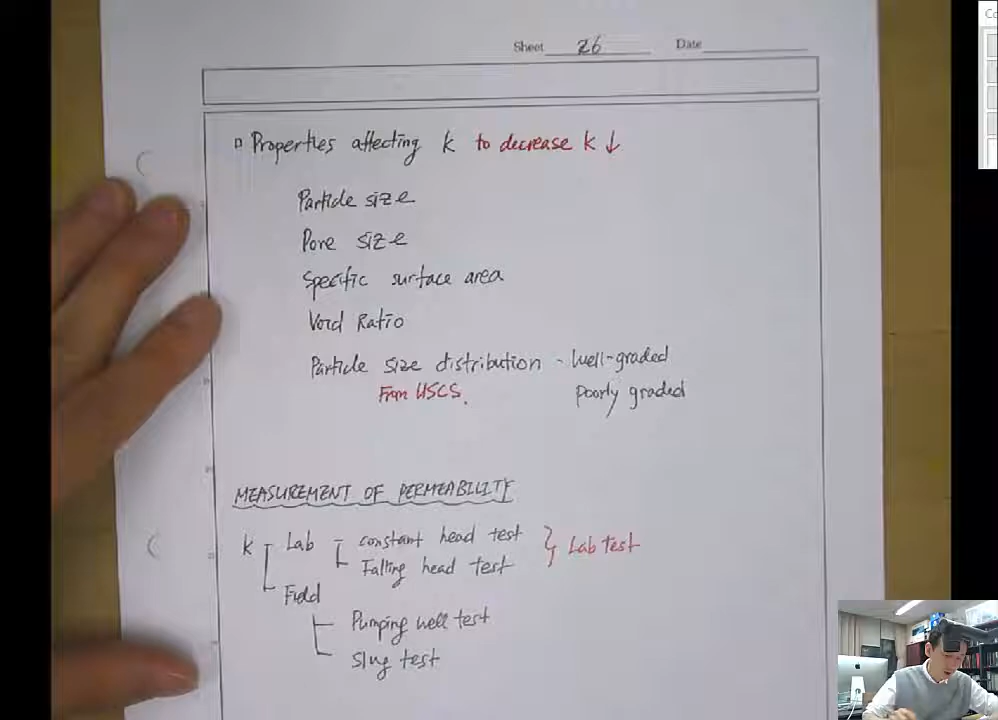 Sheet 26 Date
Properties affecting k to decrease k ↓
Particle size
Pore size
Specific surface area
Void Ratio
Particle size distribution - Well-graded
From USCS. Poorly graded
MEASUREMENT OF PERMEABILITY
k Lab constant head test } Lab test
Falling head test
Field
Pumping well test
Slug test